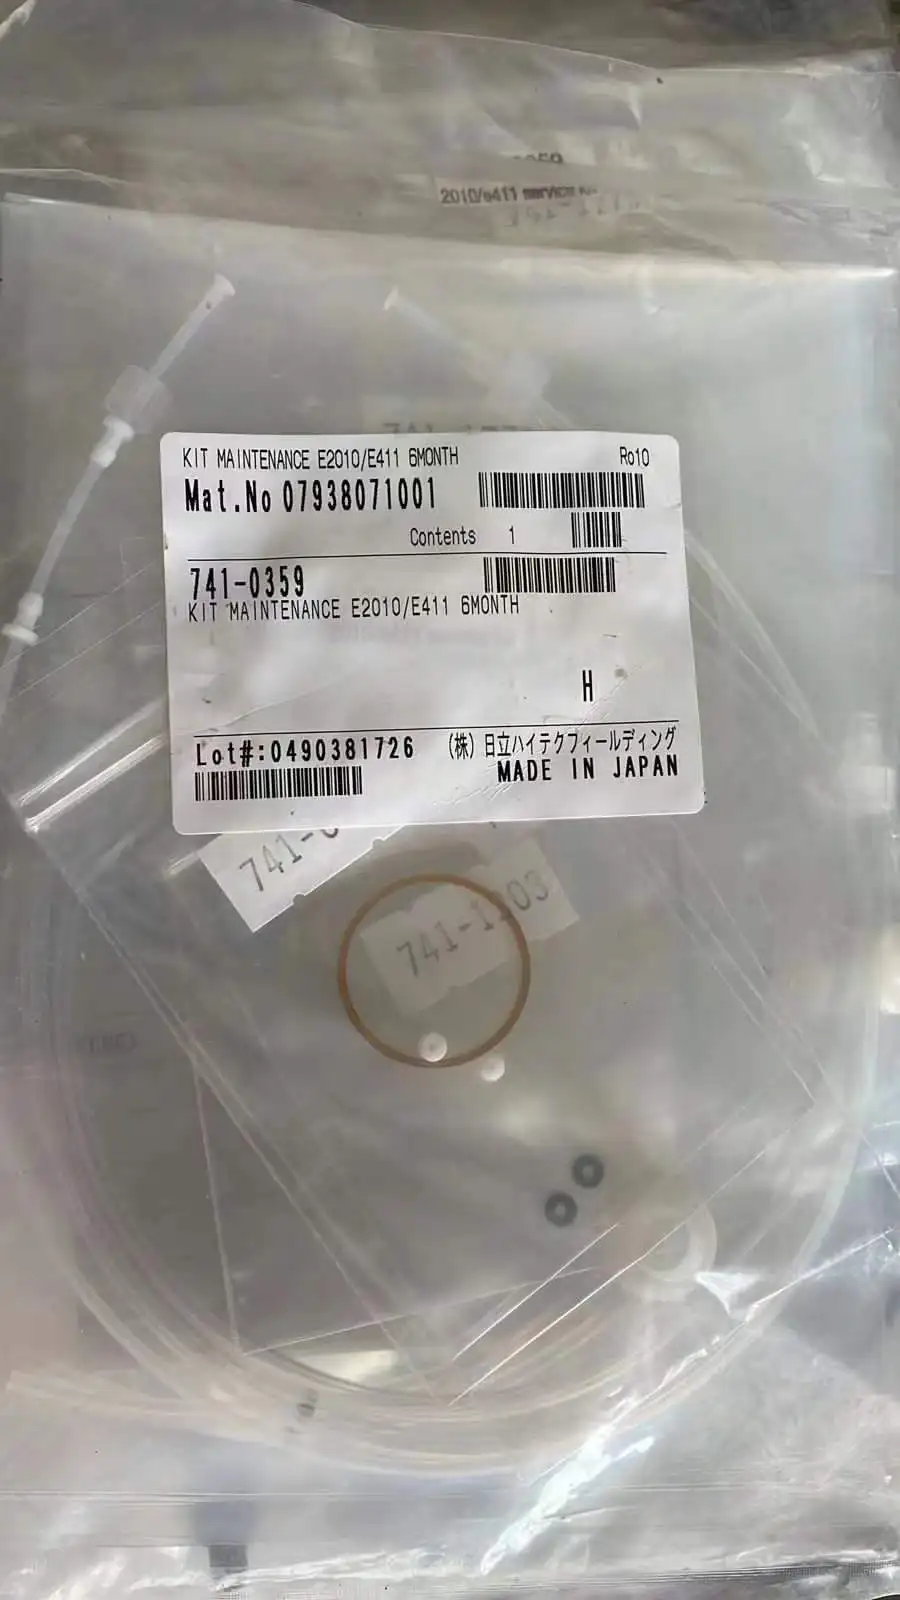 2010/e411 service
KIT MAINTENANCE E2010/E411 6MONTH Ro10
Mat.No 07938071001
Contents 1
741-0359
KIT MAINTENANCE E2010/E411 6MONTH
H
Lot#:0490381726 (株)日立ハイテクフィールディング
MADE IN JAPAN
741-1203